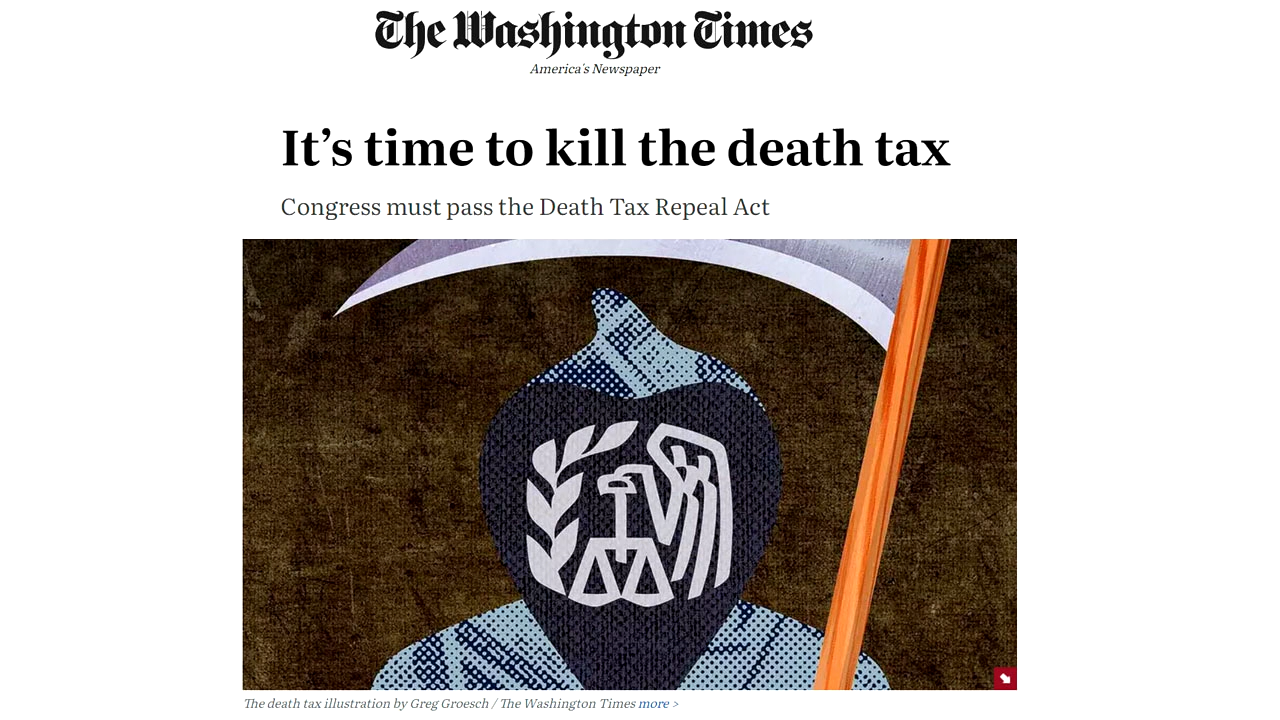 The Washington Times
America's Newspaper
It's time to kill the death tax
Congress must pass the Death Tax Repeal Act
The death tax illustration by Greg Groesch / The Washington Times more >